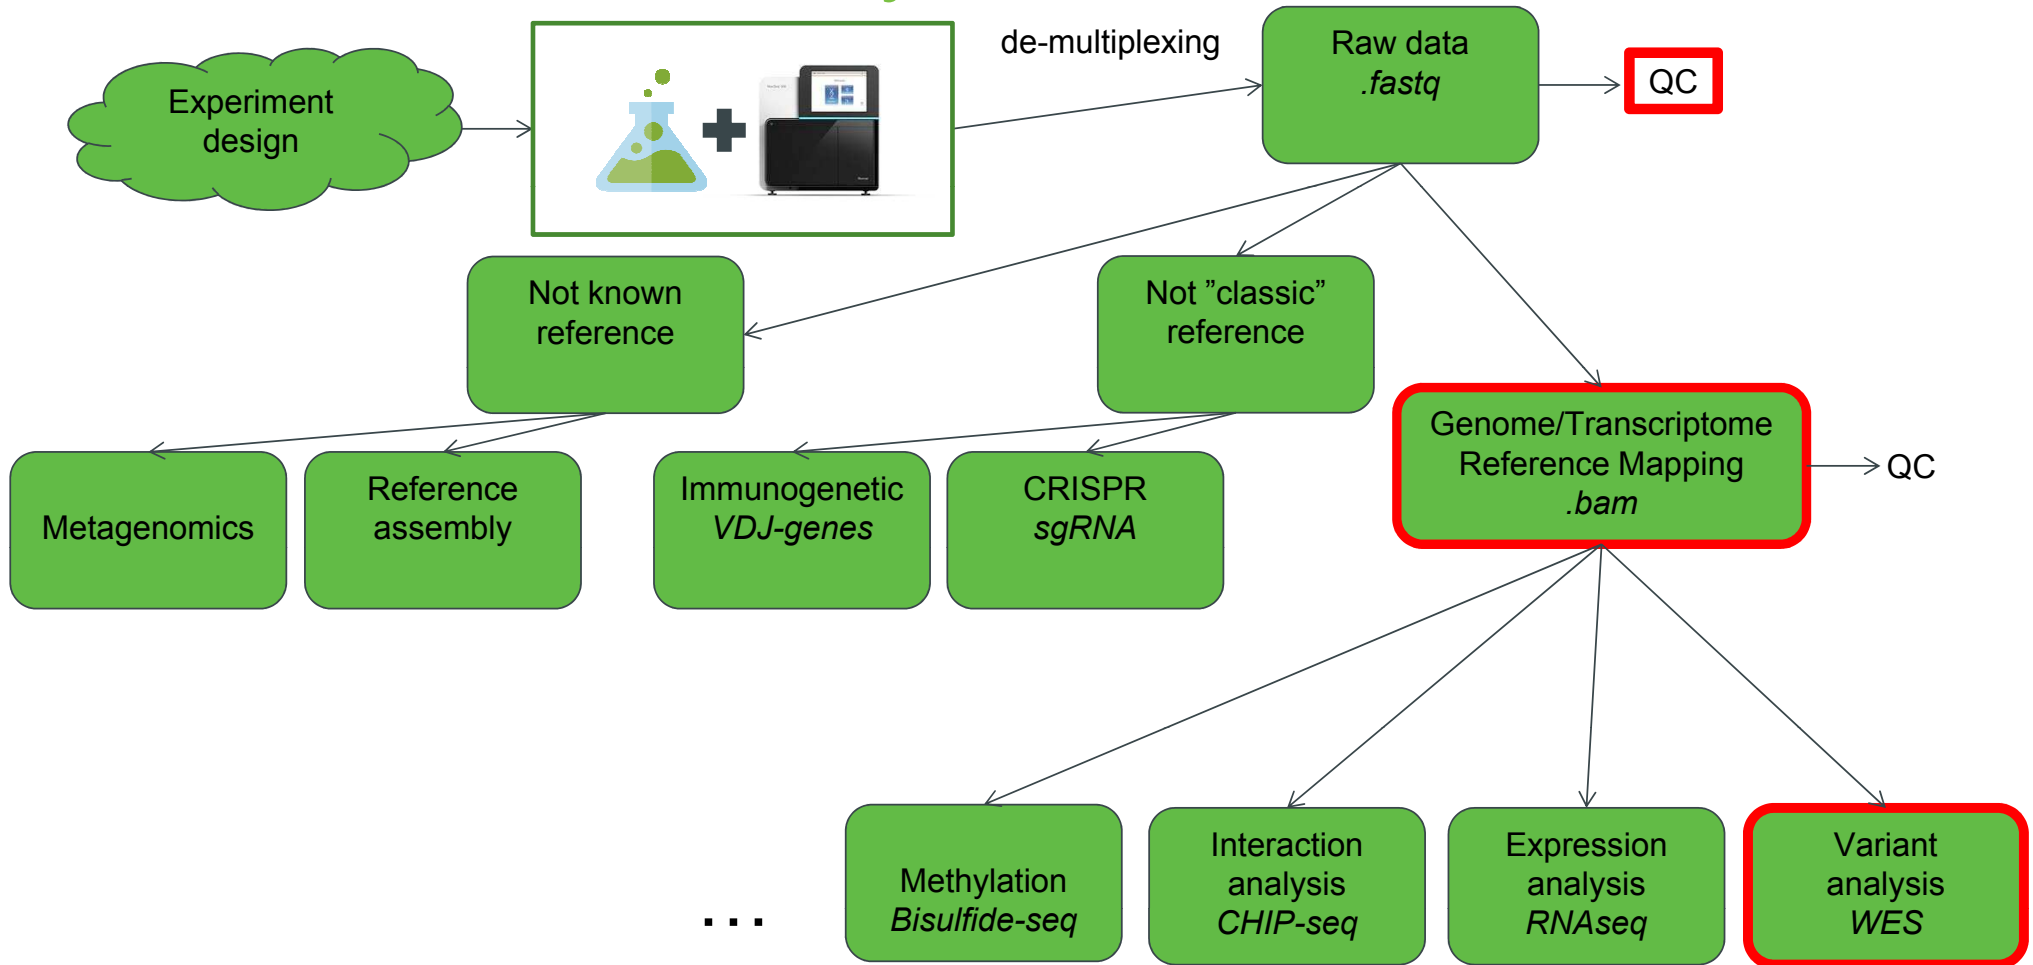 de-multiplexing
Experiment
design
Raw data
.fastq
QC
Not known
reference
Not ”classic”
reference
Genome/Transcriptome
Reference Mapping
.bam
QC
Metagenomics
Reference
assembly
Immunogenetic
VDJ-genes
CRISPR
sgRNA
...
Methylation
Bisulfide-seq
Interaction
analysis
CHIP-seq
Expression
analysis
RNAseq
Variant
analysis
WES